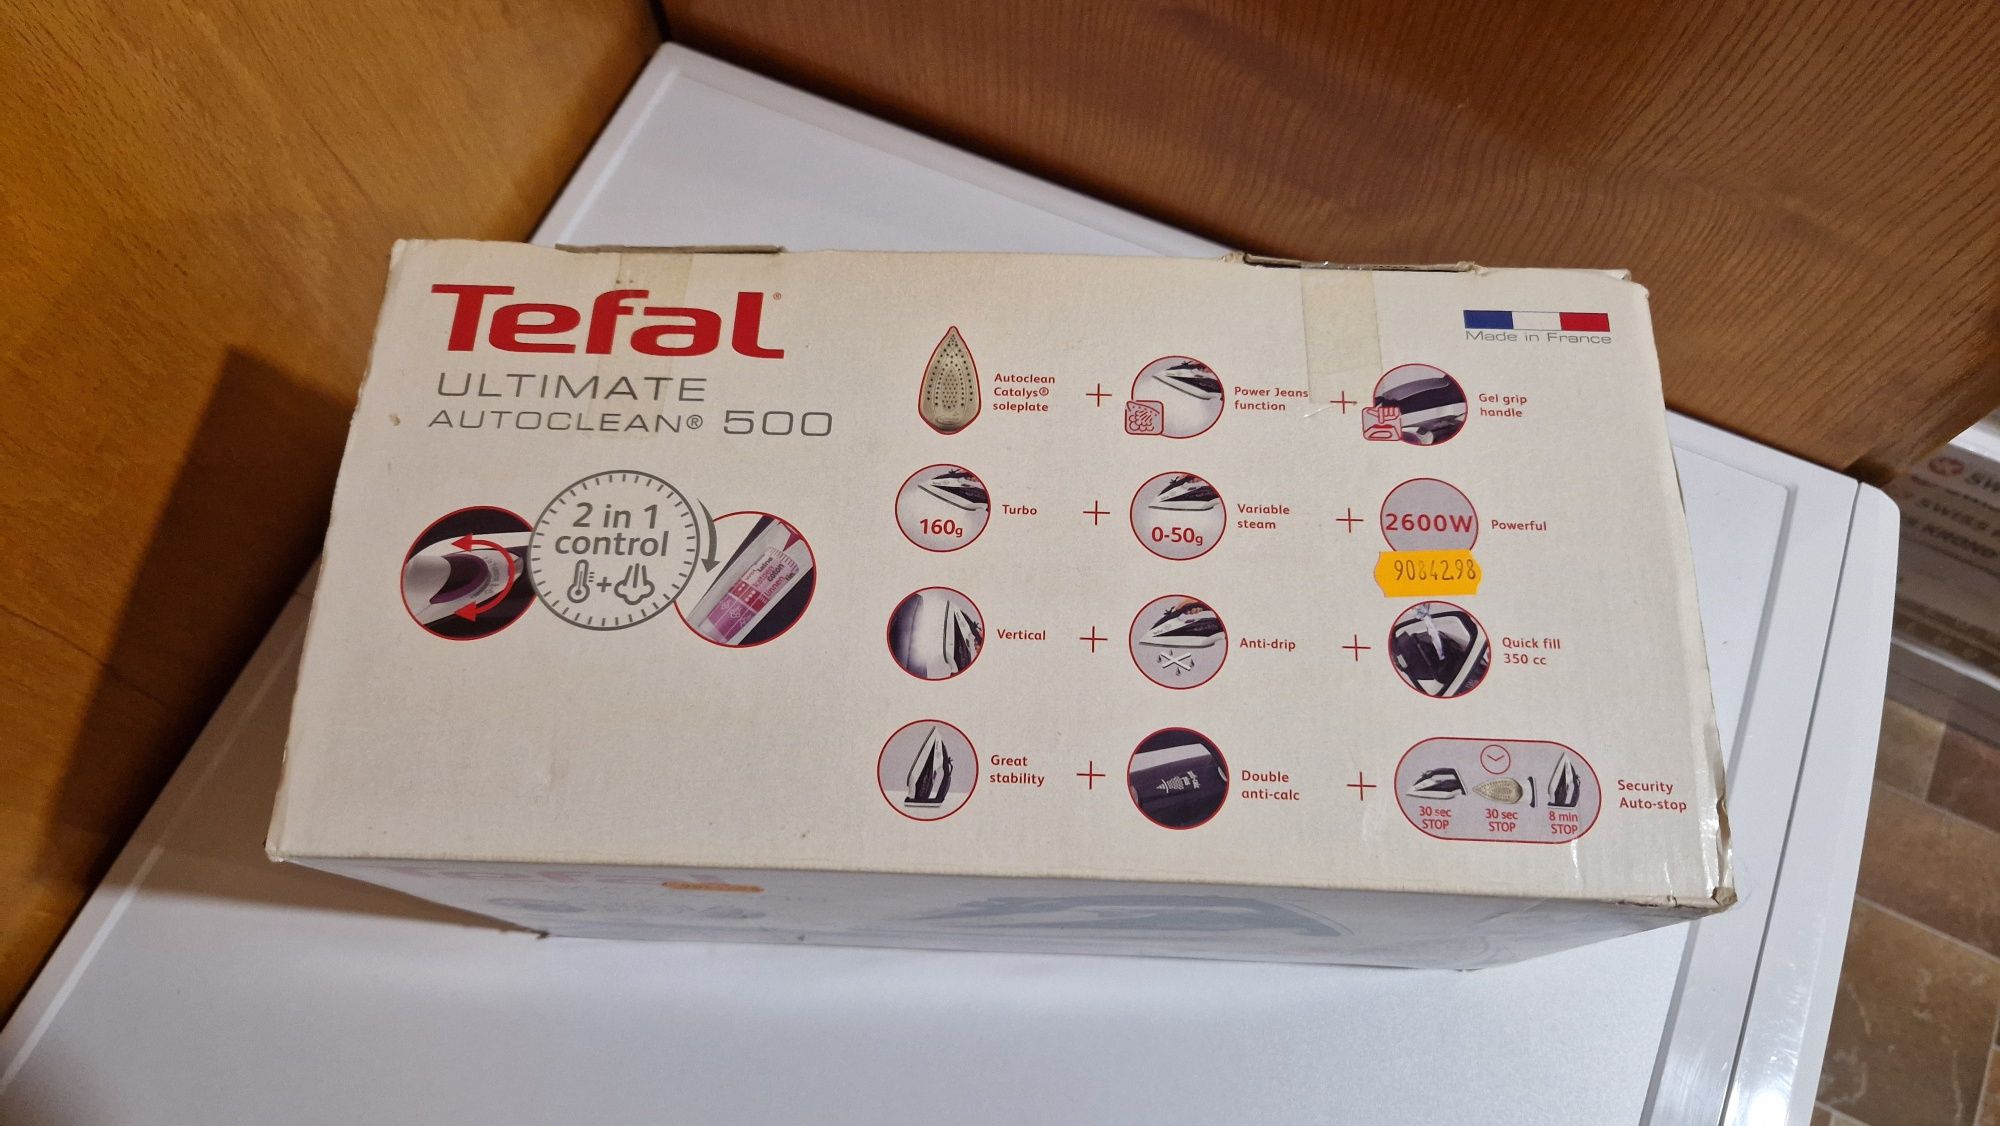 Tefal®
ULTIMATE
AUTOCLEAN® 500
2 in 1
control
+
Made in France
Autoclean
Catalys®
soleplate
+
Power Jeans
function
+
Gel grip
handle
160g
Turbo
+
0-50g
Variable
steam
+
2600W
Powerful
90842.98
Vertical
+
Anti-drip
+
Quick fill
350 cc
Great
stability
+
Double
anti-calc
+
30 sec
STOP
30 sec
STOP
8 min
STOP
Security
Auto-stop